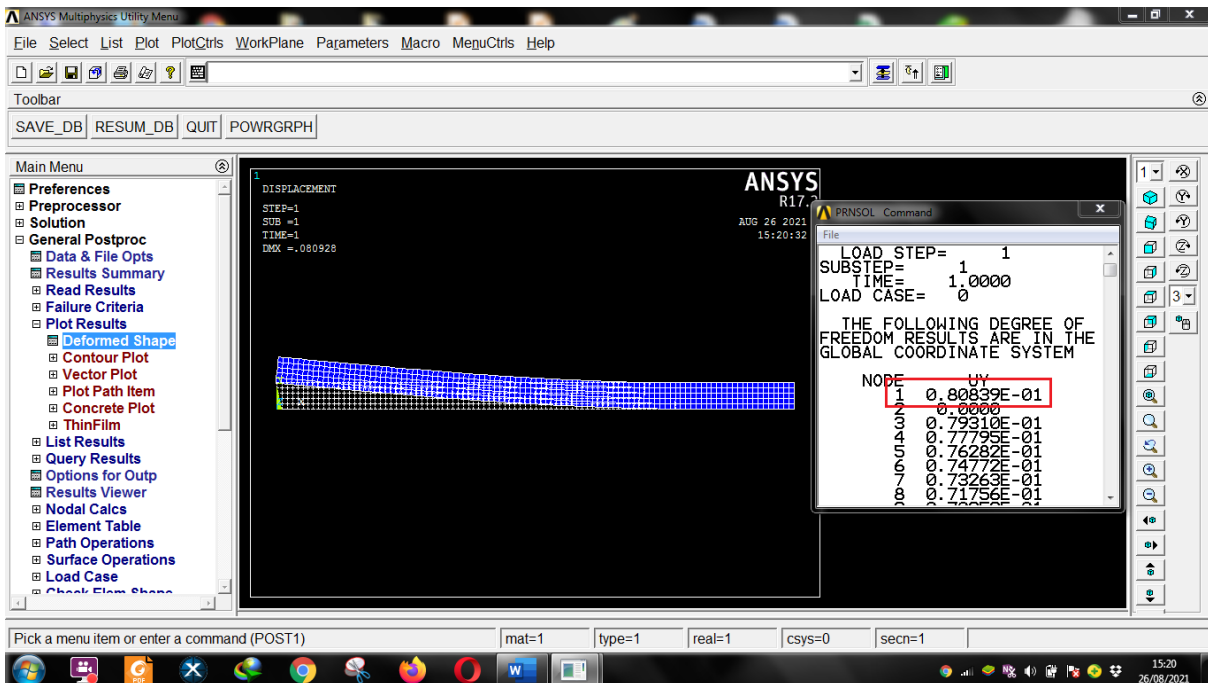 ANSYS Multiphysics Utility Menu
File Select List Plot PlotCtrls WorkPlane Parameters Macro MenuCtrls Help
Toolbar
SAVE_DB RESUM_DB QUIT POWRGRPH
Main Menu
Preferences
Preprocessor
Solution
General Postproc
Data & File Opts
Results Summary
Read Results
Failure Criteria
Plot Results
Deformed Shape
Contour Plot
Vector Plot
Plot Path Item
Concrete Plot
ThinFilm
List Results
Query Results
Options for Outp
Results Viewer
Nodal Calcs
Element Table
Path Operations
Surface Operations
Load Case
Check Elem Shape
1
DISPLACEMENT
STEP=1
SUB =1
TIME=1
DMX =.080928
ANSYS
R17.
AUG 26 2021
15:20:32
X
PRNSOL Command
File
LOAD STEP= 1
SUBSTEP= 1
TIME= 1.0000
LOAD CASE= 0
THE FOLLOWING DEGREE OF
FREEDOM RESULTS ARE IN THE
GLOBAL COORDINATE SYSTEM
NODE UY
1 0.80839E-01
2 0.0000
3 0.79310E-01
4 0.77795E-01
5 0.76282E-01
6 0.74772E-01
7 0.73263E-01
8 0.71756E-01
1
3
Pick a menu item or enter a command (POST1) mat=1 type=1 real=1 csys=0 secn=1
15:20
26/08/2021